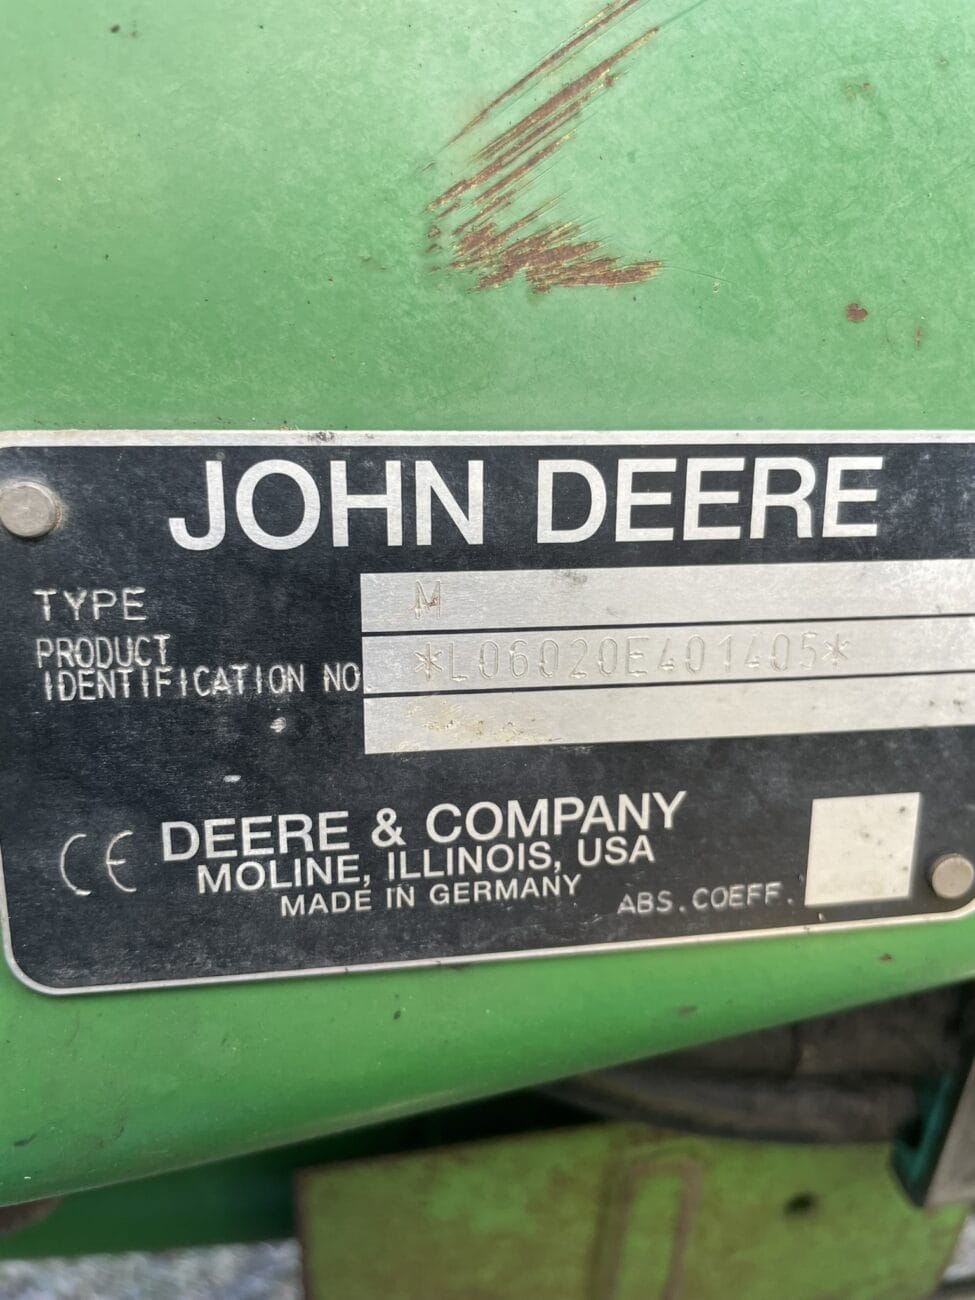 JOHN DEERE
TYPE M
PRODUCT
IDENTIFICATION NO *L06020E401405*
CE DEERE & COMPANY
MOLINE, ILLINOIS, USA
MADE IN GERMANY
ABS.COEFF.